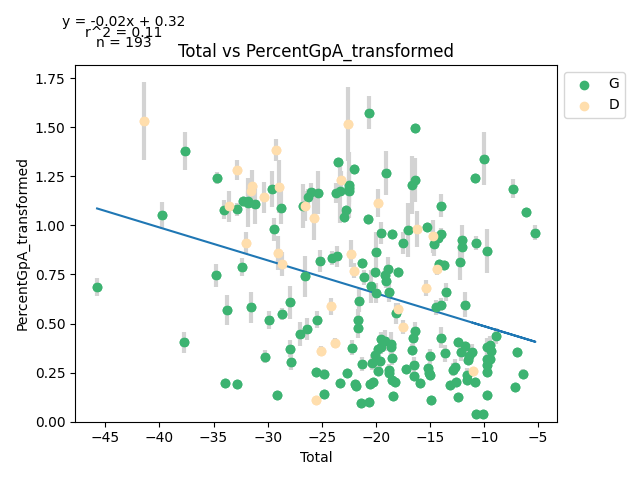 y = -0.02x + 0.32
r^2 = 0.11
n = 193
Total vs PercentGpA_transformed
G
D
PercentGpA_transformed
1.75
1.50
1.25
1.00
0.75
0.50
0.25
0.00
−45 −40 −35 −30 −25 −20 −15 −10 −5
Total